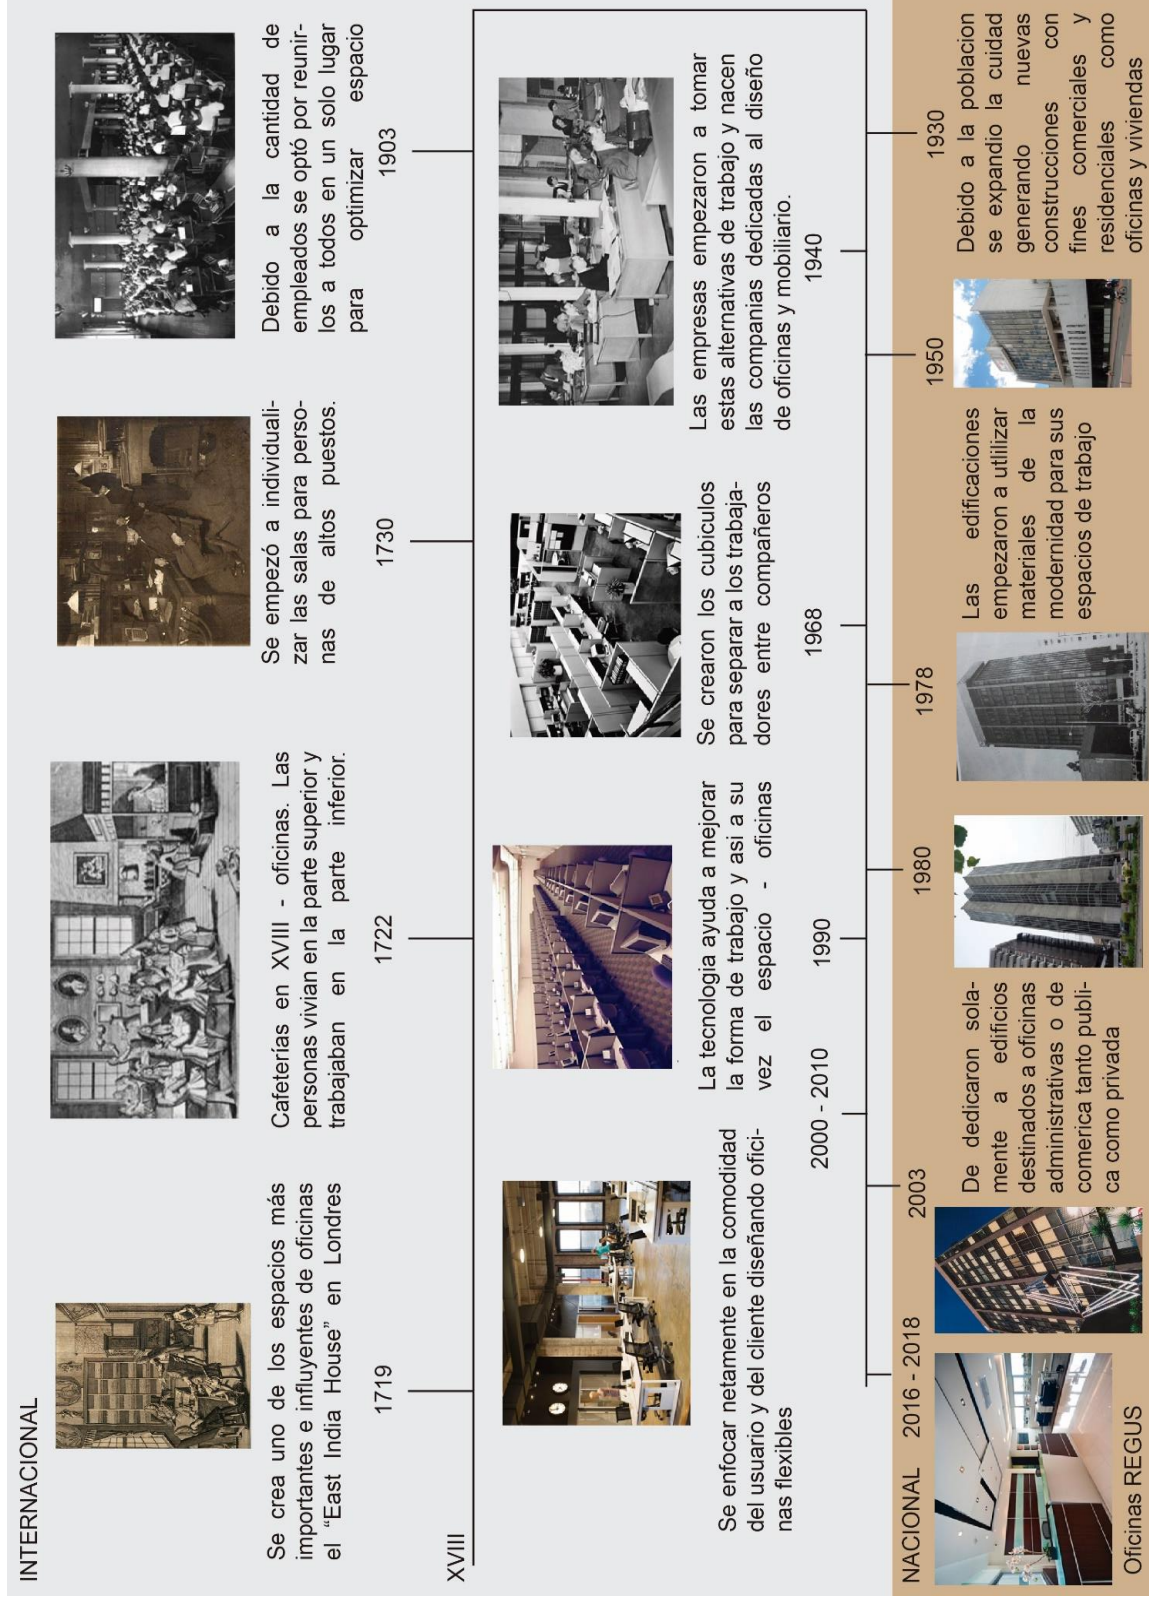 INTERNACIONAL
Se crea uno de los espacios más
importantes e influyentes de oficinas
el “East India House” en Londres
1719
Cafeterías en XVIII - oficinas. Las
personas vivian en la parte superior y
trabajaban en la parte inferior.
1722
Se empezó a individuali-
zar las salas para perso-
nas de altos puestos.
1730
Debido a la cantidad de
empleados se optó por reunir-
los a todos en un solo lugar
para optimizar espacio
1903
XVIII
Se enfocar netamente en la comodidad
del usuario y del cliente diseñando ofici-
nas flexibles
2000 - 2010
La tecnologia ayuda a mejorar
la forma de trabajo y asi a su
vez el espacio - oficinas
1990
Se crearon los cubiculos
para separar a los trabaja-
dores entre compañeros
1968
Las empresas empezaron a tomar
estas alternativas de trabajo y nacen
las companias dedicadas al diseño
de oficinas y mobiliario.
1940
NACIONAL
2016 - 2018
2003
1980
1978
1950
1930
Oficinas REGUS
De dedicaron sola-
mente a edificios
destinados a oficinas
administrativas o de
comerica tanto publi-
ca como privada
Las edificaciones
empezaron a utlilizar
materiales de la
modernidad para sus
espacios de trabajo
Debido a la poblacion
se expandio la cuidad
generando nuevas
construcciones con
fines comerciales y
residenciales como
oficinas y viviendas